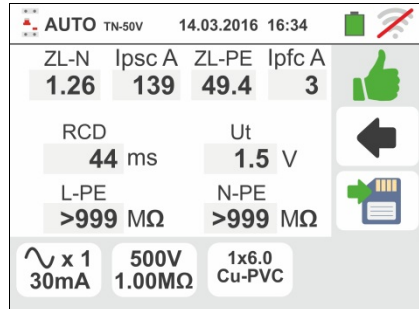 AUTO TN-50V 14.03.2016 16:34
ZL-N Ipsc A ZL-PE Ipfc A
1.26 139 49.4 3
RCD Ut
44 ms 1.5 V
L-PE N-PE
>999 MΩ >999 MΩ
x 1 500V 1x6.0
30mA 1.00MΩ Cu-PVC